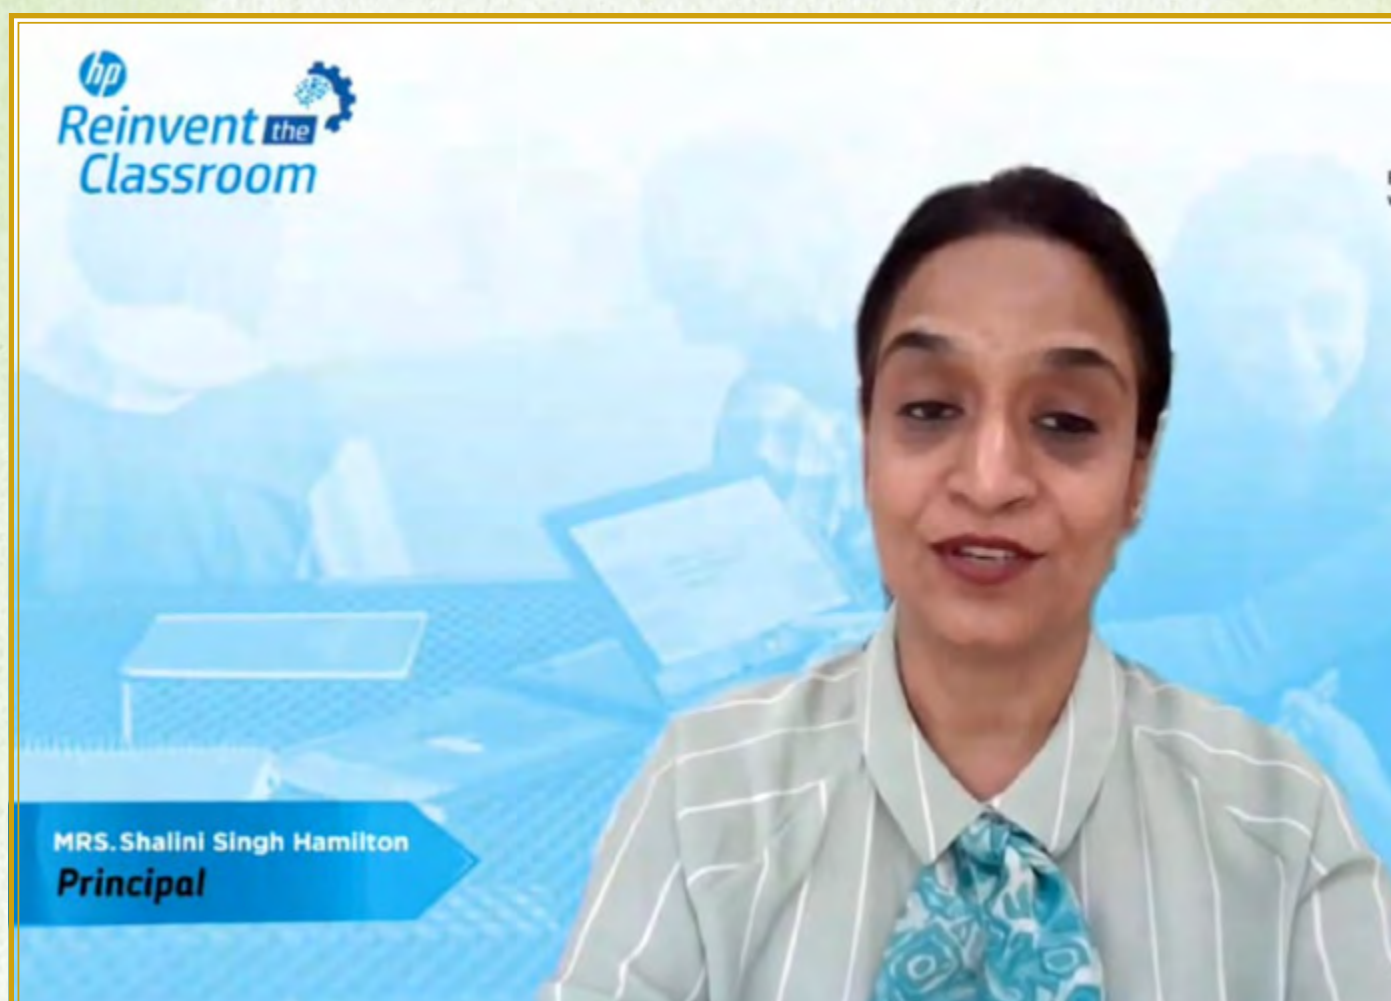 hp
Reinvent the
Classroom
MRS. Shalini Singh Hamilton
Principal